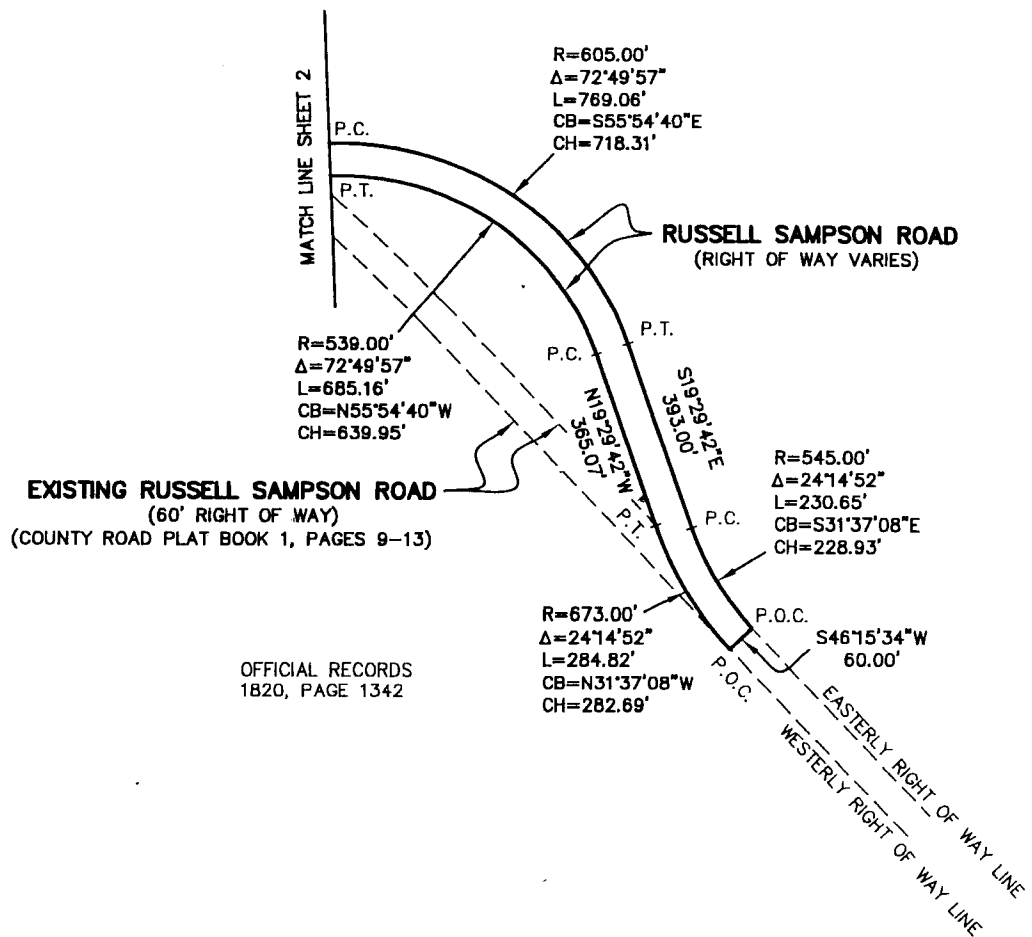 MATCH LINE SHEET 2
P.C.
P.T.
R=605.00'
Δ=72°49'57"
L=769.06'
CB=S55°54'40"E
CH=718.31'
RUSSELL SAMPSON ROAD
(RIGHT OF WAY VARIES)
R=539.00'
Δ=72°49'57"
L=685.16'
CB=N55°54'40"W
CH=639.95'
P.C.
P.T.
N19°29'42"W
365.07'
S19°29'42"E
393.00'
EXISTING RUSSELL SAMPSON ROAD
(60' RIGHT OF WAY)
(COUNTY ROAD PLAT BOOK 1, PAGES 9-13)
P.T.
P.C.
R=545.00'
Δ=24°14'52"
L=230.65'
CB=S31°37'08"E
CH=228.93'
R=673.00'
Δ=24°14'52"
L=284.82'
CB=N31°37'08"W
CH=282.69'
P.O.C.
P.O.C.
S46°15'34"W
60.00'
OFFICIAL RECORDS
1820, PAGE 1342
EASTERLY RIGHT OF WAY LINE
WESTERLY RIGHT OF WAY LINE